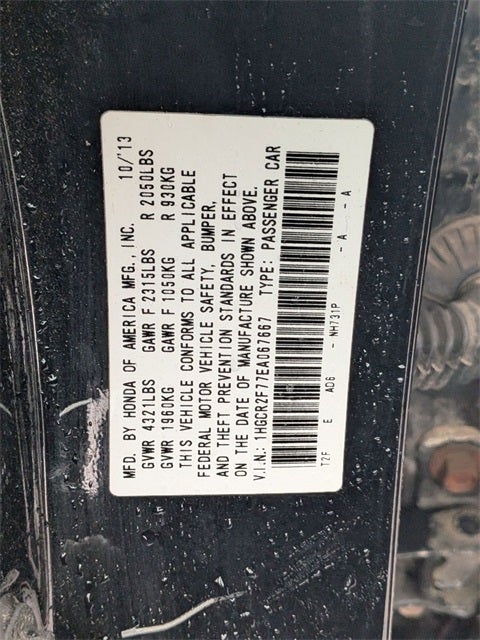 MFD. BY HONDA OF AMERICA MFG., INC. 10/13
GVWR 4321LBS GAWR F 2315LBS R 2050LBS
GVWR 1960KG GAWR F 1050KG R 930KG
THIS VEHICLE CONFORMS TO ALL APPLICABLE
FEDERAL MOTOR VEHICLE SAFETY, BUMPER,
AND THEFT PREVENTION STANDARDS IN EFFECT
ON THE DATE OF MANUFACTURE SHOWN ABOVE.
V.I.N.: 1HGCR2F77EA067667 TYPE: PASSENGER CAR
T2F E AD6 - NH731P - A - A